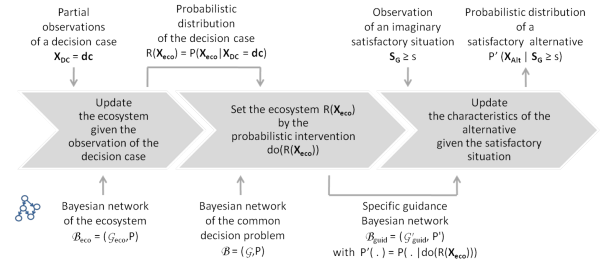 Partial
observations
of a decision case
X_DC = dc
Probabilistic
distribution
of the decision case
R(X_eco) = P(X_eco|X_DC = dc)
Observation
of an imaginary
satisfactory situation
S_G ≥ s
Probabilistic distribution
of a
satisfactory alternative
P' (X_Alt | S_G ≥ s)
Update
the ecosystem
given the
observation of the
decision case
Set the ecosystem R(X_eco)
by the
probabilistic intervention
do(R(X_eco))
Update
the characteristics of the
alternative
given the satisfactory
situation
Bayesian network
of the ecosystem
ℬ_eco = (𝒢_eco,P)
Bayesian network
of the common
decision problem
ℬ = (𝒢,P)
Specific guidance
Bayesian network
ℬ_guid = (𝒢'_guid, P')
with P'( . ) = P( . |do(R(X_eco)))